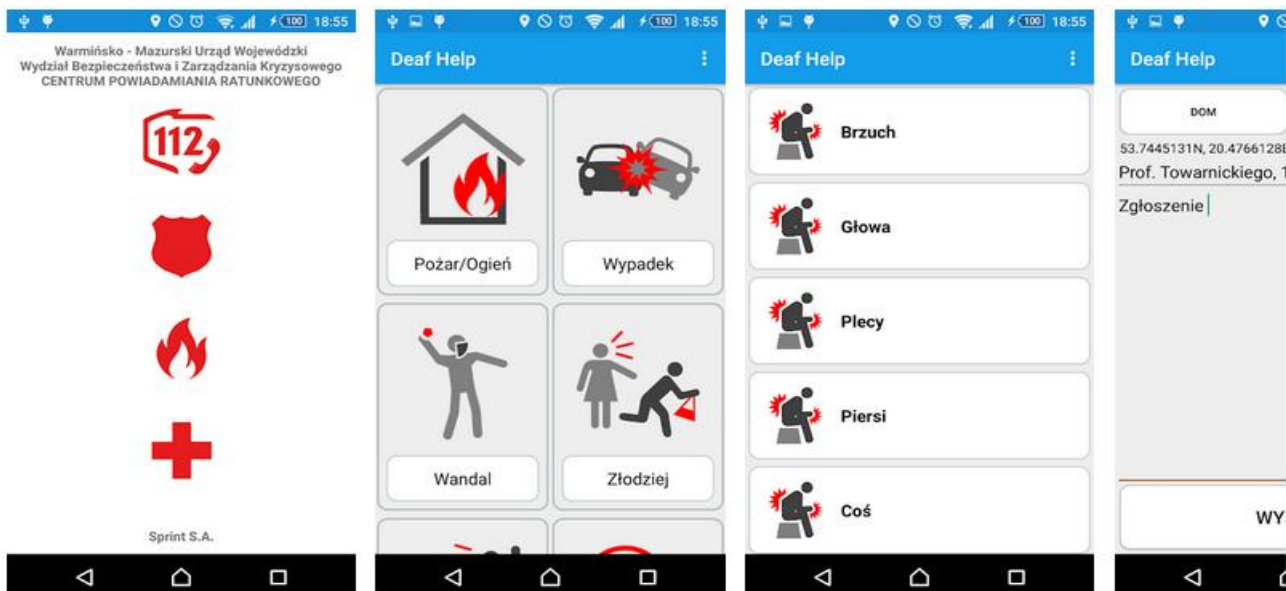 18:55
Warmińsko - Mazurski Urząd Wojewódzki
Wydział Bezpieczeństwa i Zarządzania Kryzysowego
CENTRUM POWIADAMIANIA RATUNKOWEGO
112
Sprint S.A.
100 18:55
Deaf Help
Pożar/Ogień
Wypadek
Wandal
Złodziej
100 18:55
Deaf Help
Brzuch
Głowa
Plecy
Piersi
Coś
Deaf Help
DOM
53.7445131N, 20.4766128E
Prof. Towarnickiego, 1
Zgłoszenie
WY